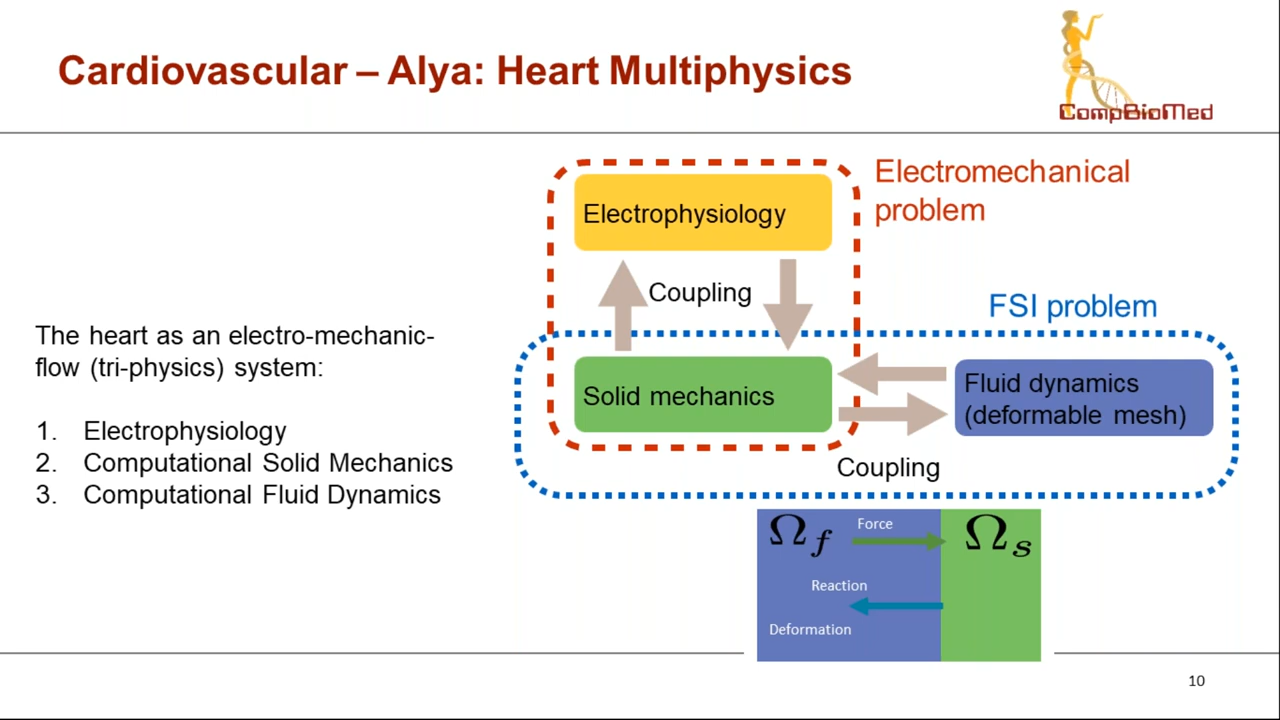 Cardiovascular – Alya: Heart Multiphysics
CompBioMed
Electromechanical
problem
Electrophysiology
Coupling
FSI problem
The heart as an electro-mechanic-
flow (tri-physics) system:
1. Electrophysiology
2. Computational Solid Mechanics
3. Computational Fluid Dynamics
Solid mechanics
Fluid dynamics
(deformable mesh)
Coupling
Ωf
Force
Ωs
Reaction
Deformation
10